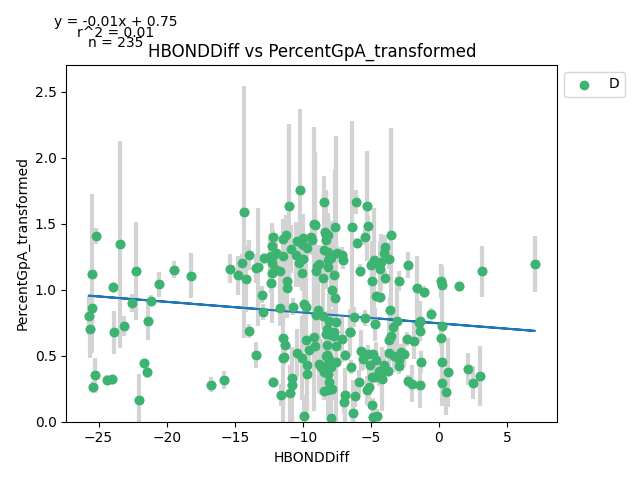 y = -0.01x + 0.75
r^2 = 0.01
n = 235
HBONDDiff vs PercentGpA_transformed
D
PercentGpA_transformed
2.5
2.0
1.5
1.0
0.5
0.0
−25
−20
−15
−10
−5
0
5
HBONDDiff